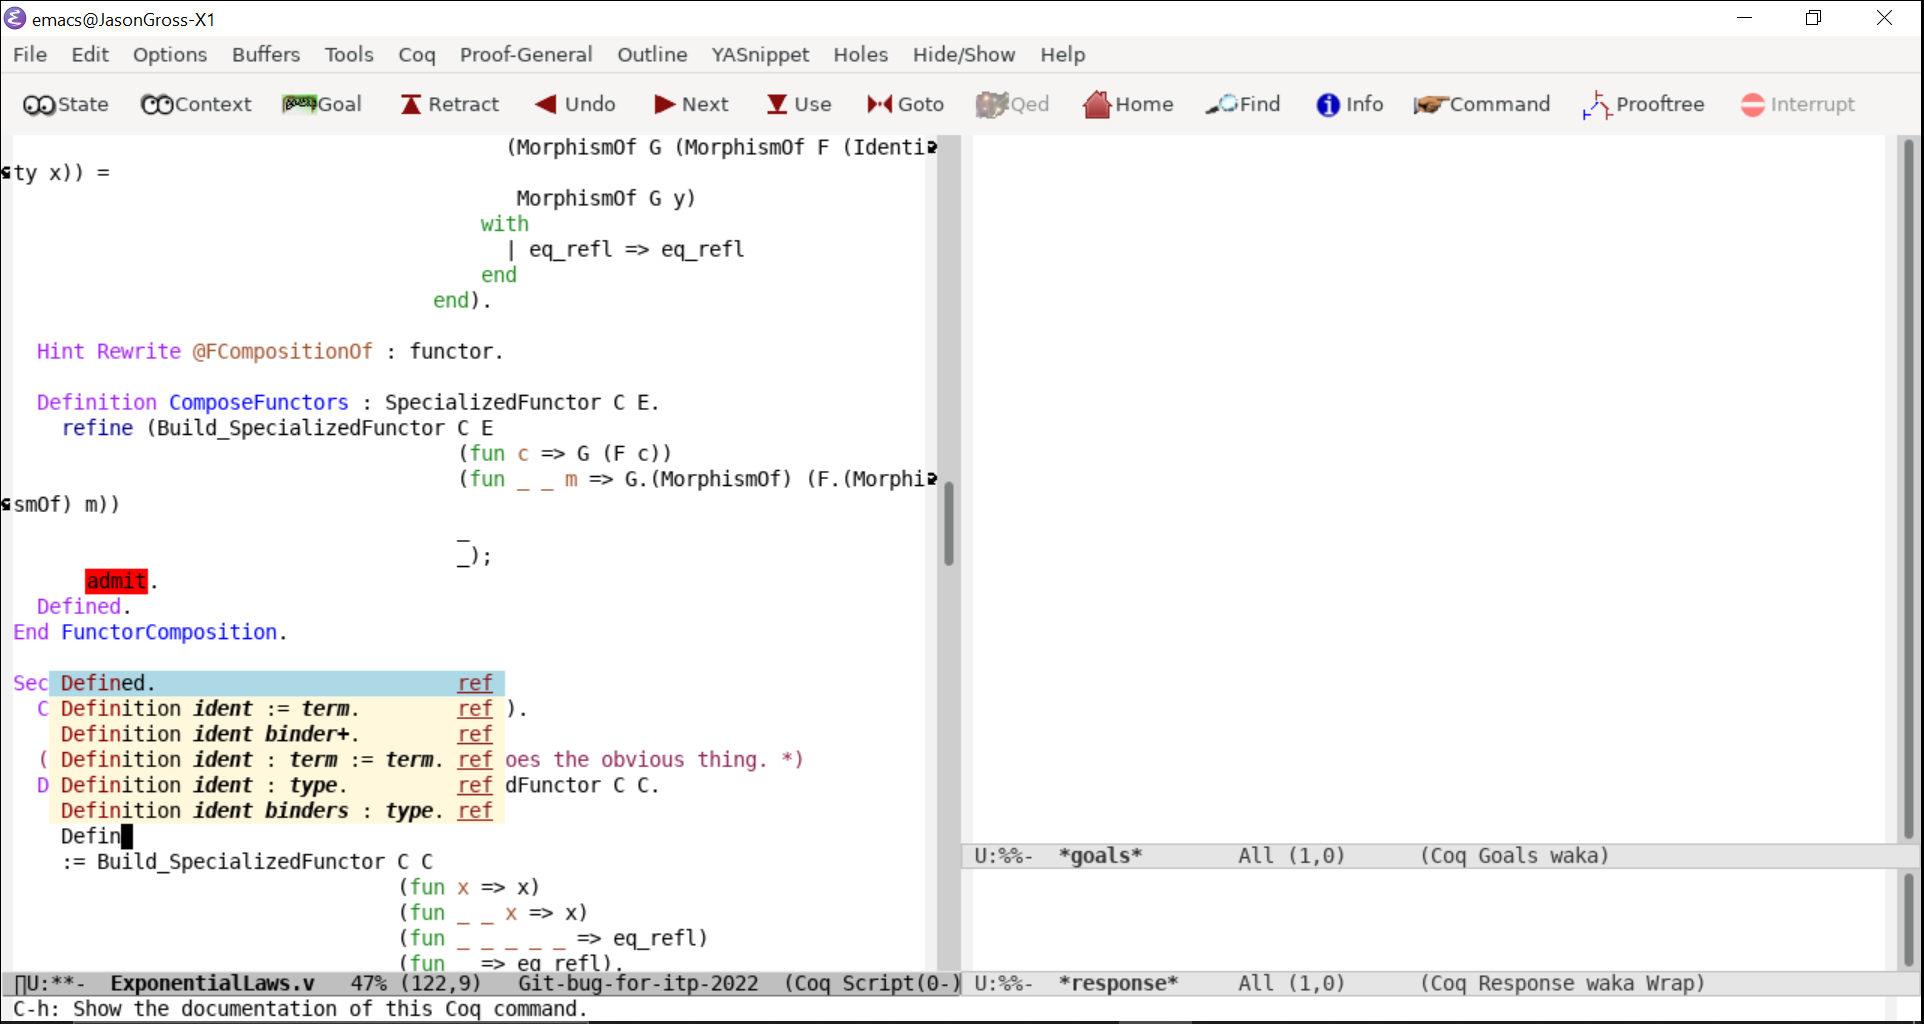 emacs@JasonGross-X1
File Edit Options Buffers Tools Coq Proof-General Outline YASnippet Holes Hide/Show Help
State Context Goal Retract Undo Next Use Goto Qed Home Find Info Command Prooftree Interrupt
(MorphismOf G (MorphismOf F (Identi
ty x)) =
MorphismOf G y)
with
| eq_refl => eq_refl
end
end).
Hint Rewrite @FCompositionOf : functor.
Definition ComposeFunctors : SpecializedFunctor C E.
refine (Build_SpecializedFunctor C E
(fun c => G (F c))
(fun _ _ m => G.(MorphismOf) (F.(Morphi
smOf) m))
_
_);
admit.
Defined.
End FunctorComposition.
Sec Defined. ref
C Definition ident := term. ref ).
Definition ident binder+. ref
( Definition ident : term := term. ref oes the obvious thing. *)
D Definition ident : type. ref dFunctor C C.
Definition ident binders : type. ref
Defin
:= Build_SpecializedFunctor C C
(fun x => x)
(fun _ _ x => x)
(fun _ _ _ _ _ => eq_refl)
(fun _ => eq_refl).
U:**- ExponentialLaws.v 47% (122,9) Git-bug-for-itp-2022 (Coq Script(0-)
C-h: Show the documentation of this Coq command.
U:%%- *goals* All (1,0) (Coq Goals waka)
U:%%- *response* All (1,0) (Coq Response waka Wrap)